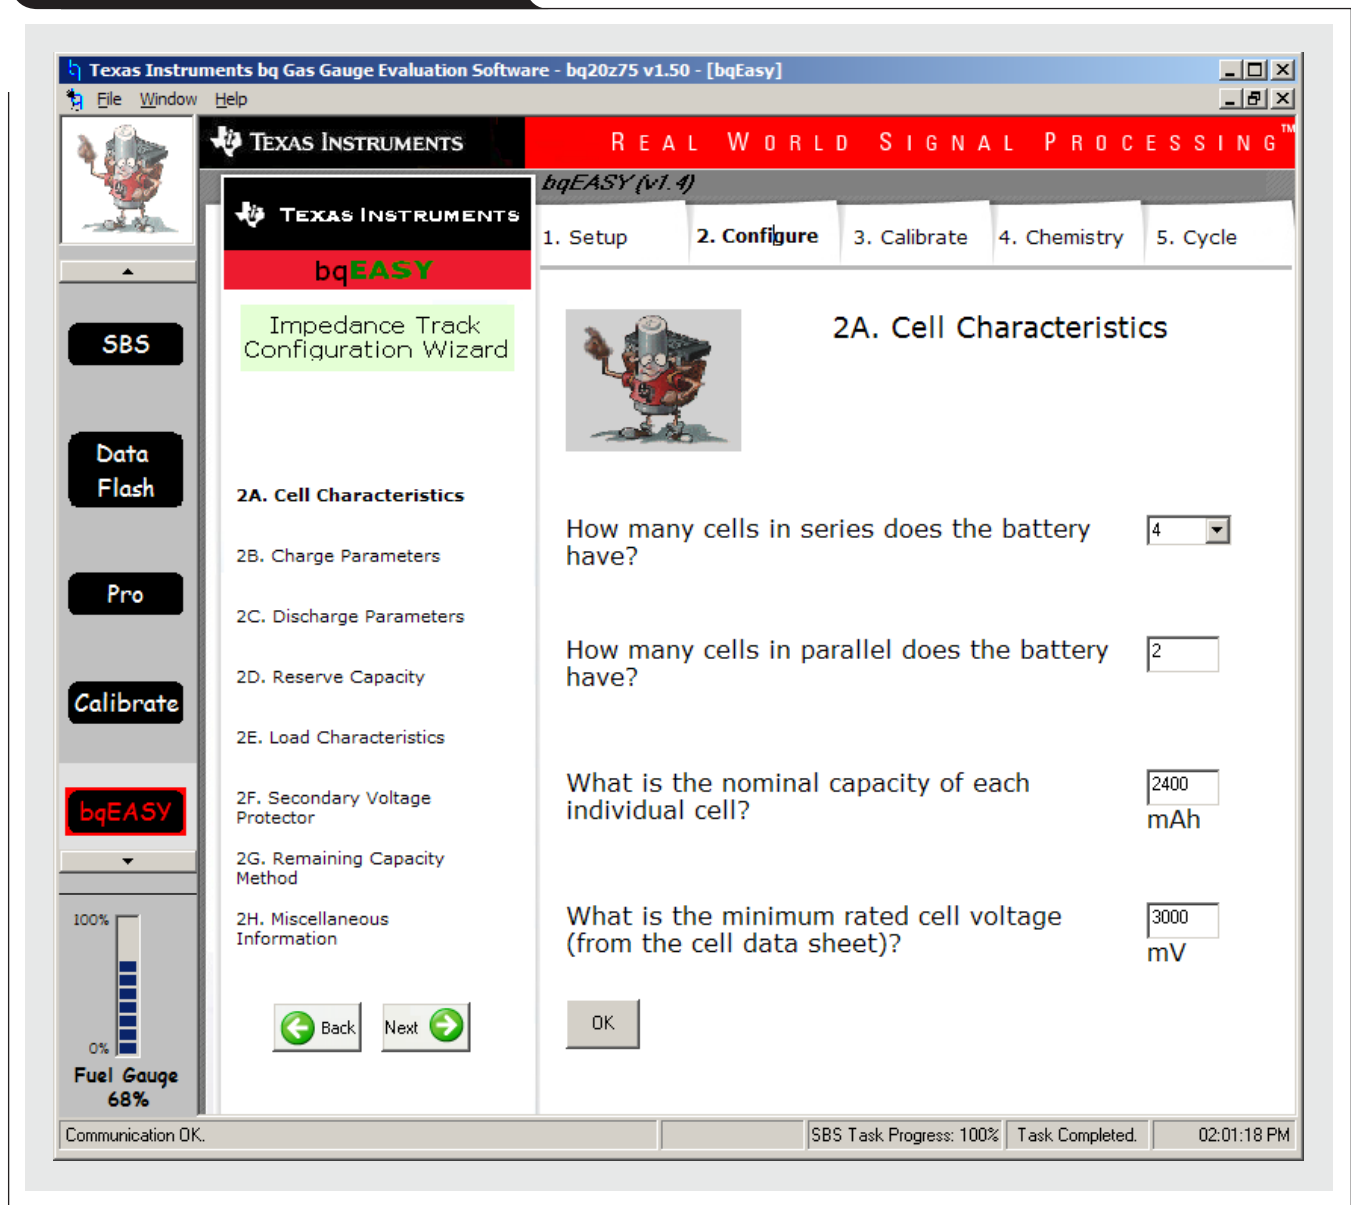 Texas Instruments bq Gas Gauge Evaluation Software - bq20z75 v1.50 - [bqEasy]
File Window Help
TEXAS INSTRUMENTS
REAL WORLD SIGNAL PROCESSING™
bqEASY (v1.4)
TEXAS INSTRUMENTS
bqEASY
1. Setup
2. Configure
3. Calibrate
4. Chemistry
5. Cycle
Impedance Track
Configuration Wizard
2A. Cell Characteristics
2B. Charge Parameters
2C. Discharge Parameters
2D. Reserve Capacity
2E. Load Characteristics
2F. Secondary Voltage
Protector
2G. Remaining Capacity
Method
2H. Miscellaneous
Information
Back
Next
SBS
Data
Flash
Pro
Calibrate
bqEASY
100%
0%
Fuel Gauge
68%
2A. Cell Characteristics
How many cells in series does the battery
have?
4
How many cells in parallel does the battery
have?
2
What is the nominal capacity of each
individual cell?
2400
mAh
What is the minimum rated cell voltage
(from the cell data sheet)?
3000
mV
OK
Communication OK.
SBS Task Progress: 100%
Task Completed.
02:01:18 PM